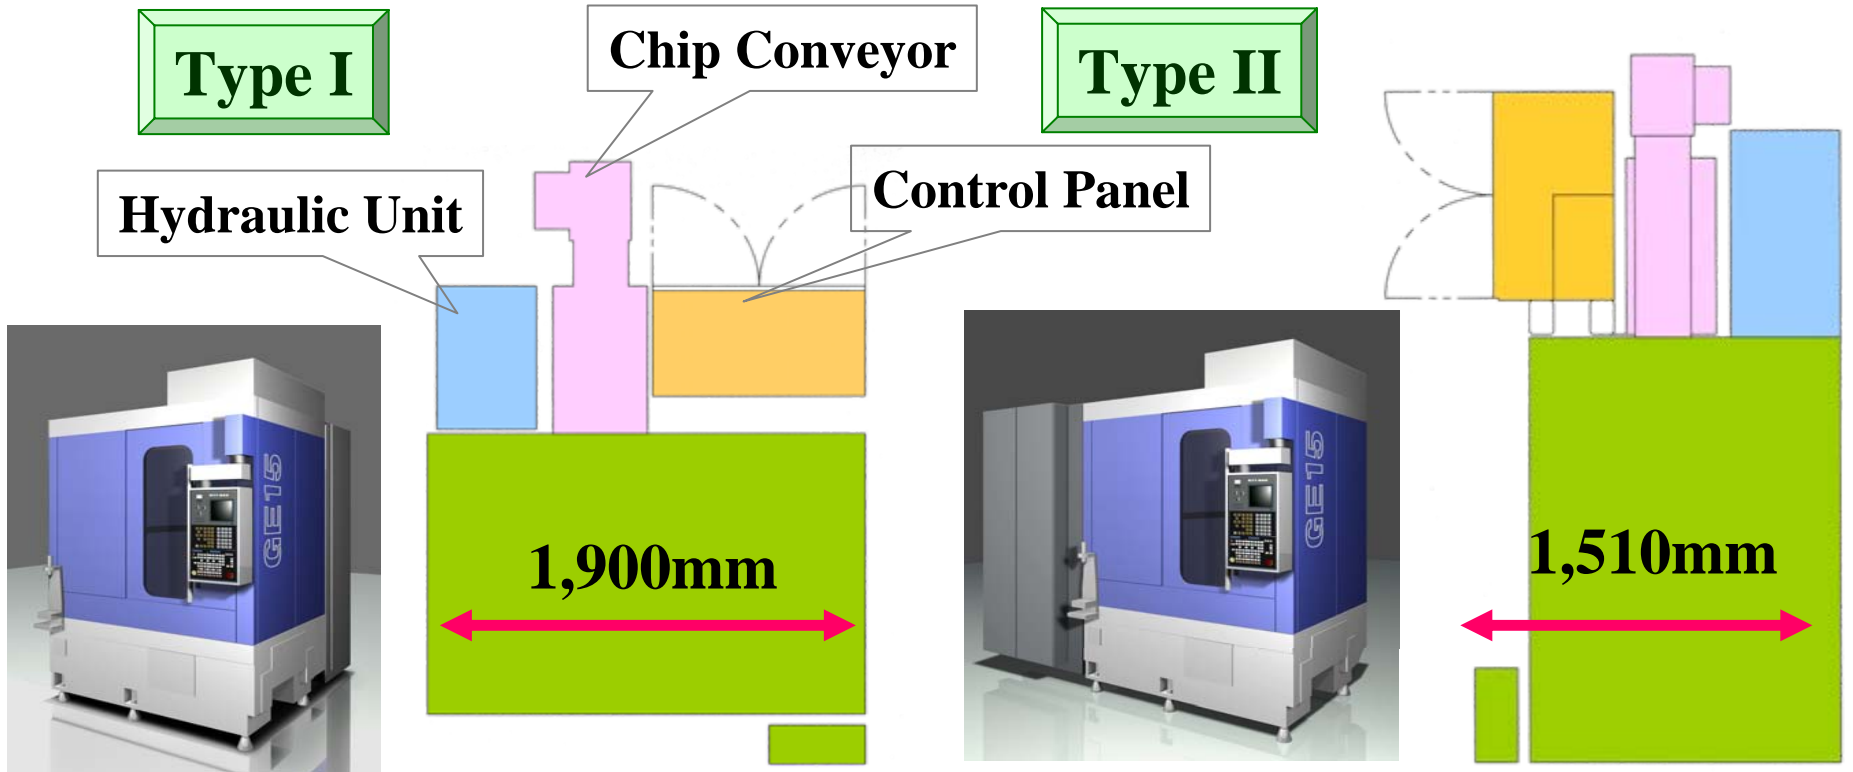 Type I
Chip Conveyor
Type II
Hydraulic Unit
Control Panel
GE15
1,900mm
GE15
1,510mm